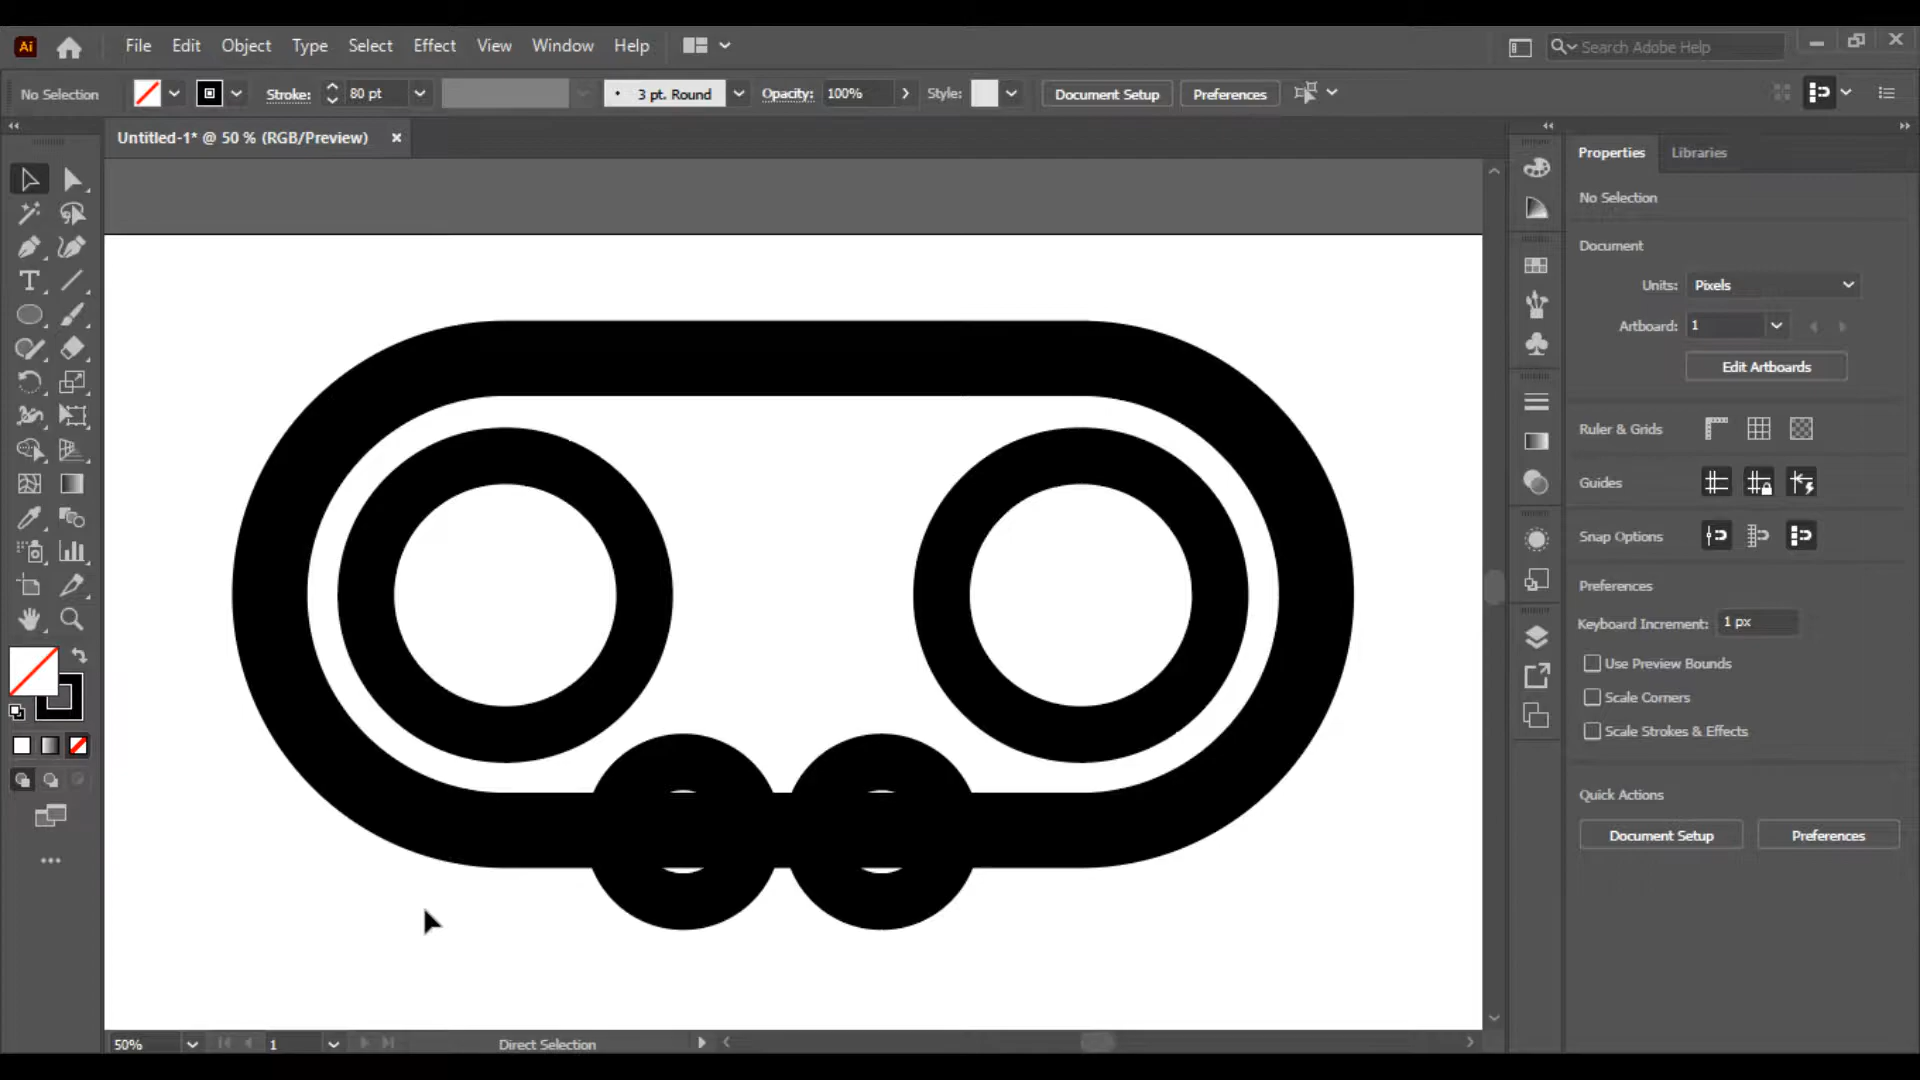 Ai
File Edit Object Type Select Effect View Window Help
Search Adobe Help
No Selection
Stroke: 80 pt
3 pt. Round
Opacity: 100%
Style:
Document Setup
Preferences
Untitled-1* @ 50 % (RGB/Preview)
Properties Libraries
No Selection
Document
Units: Pixels
Artboard: 1
Edit Artboards
Ruler & Grids
Guides
Snap Options
Preferences
Keyboard Increment: 1 px
Use Preview Bounds
Scale Corners
Scale Strokes & Effects
Quick Actions
Document Setup Preferences
50% 1 Direct Selection